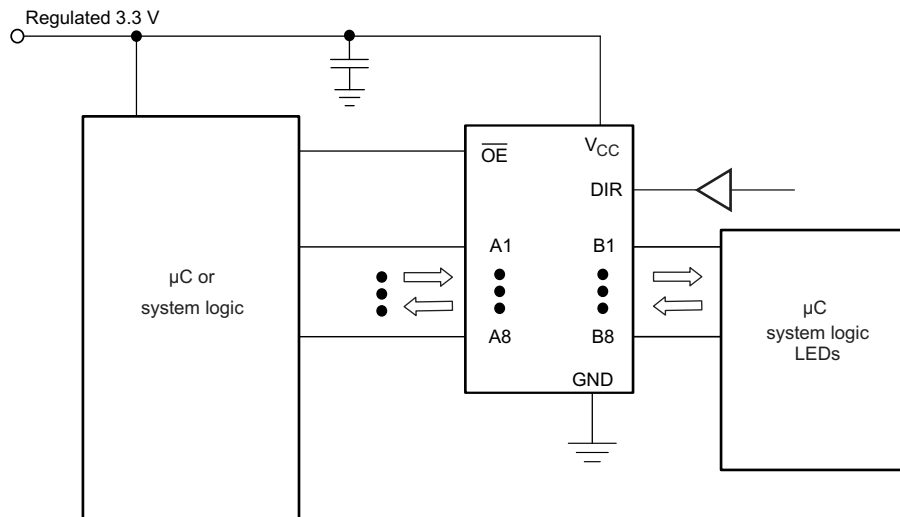 Regulated 3.3 V
OE
VCC
DIR
A1
B1
µC or
system logic
µC
system logic
LEDs
A8
B8
GND